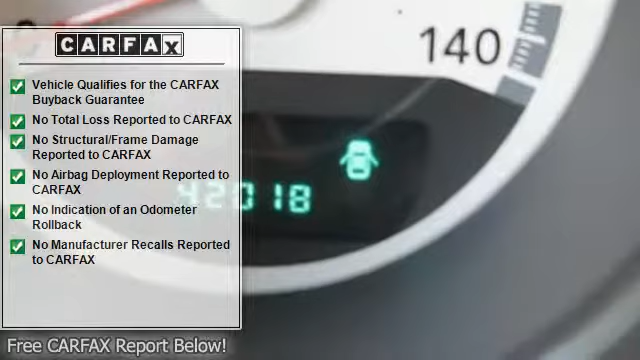 CARFAX
Vehicle Qualifies for the CARFAX
Buyback Guarantee
No Total Loss Reported to CARFAX
No Structural/Frame Damage
Reported to CARFAX
No Airbag Deployment Reported to
CARFAX
No Indication of an Odometer
Rollback
No Manufacturer Recalls Reported
to CARFAX
Free CARFAX Report Below!
140
42018